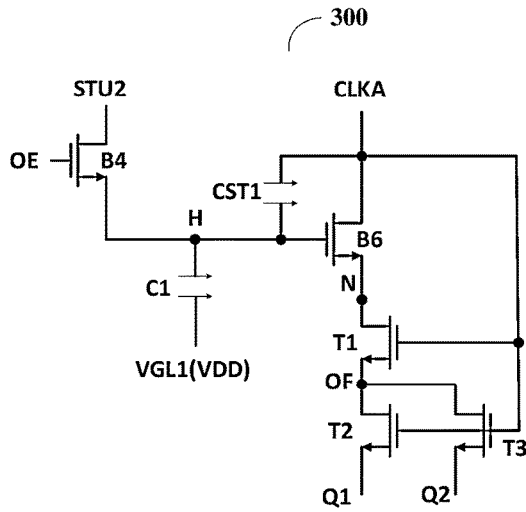 300
STU2
CLKA
OE
B4
CST1
H
B6
C1
N
VGL1(VDD)
T1
OF
T2
T3
Q1
Q2